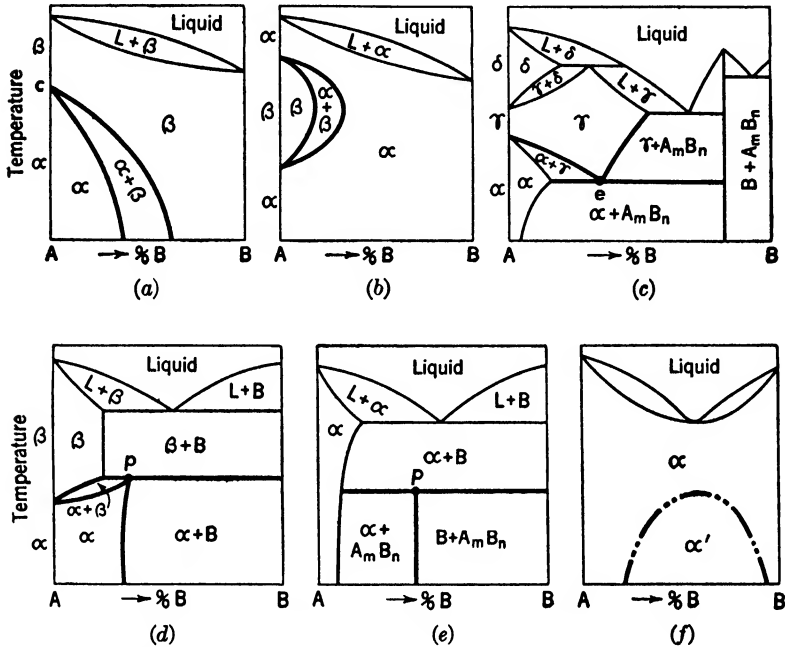 Liquid
L + β
β
c
β
α
α
α + β
Temperature
A → % B B
(a)
Liquid
L + α
α
β
β
α + β
α
α
A → % B B
(b)
Liquid
L + δ
δ
δ
γ + δ
L + γ
γ
γ
γ + AmBn
α + γ
α
α
e
α + AmBn
B + AmBn
A → % B B
(c)
Liquid
L + β
L + B
β
β
β + B
P
α + β
α
α
α + B
Temperature
A → % B B
(d)
Liquid
L + α
L + B
α
α + B
P
α + AmBn
B + AmBn
A → % B B
(e)
Liquid
α
α′
A → % B B
(f)